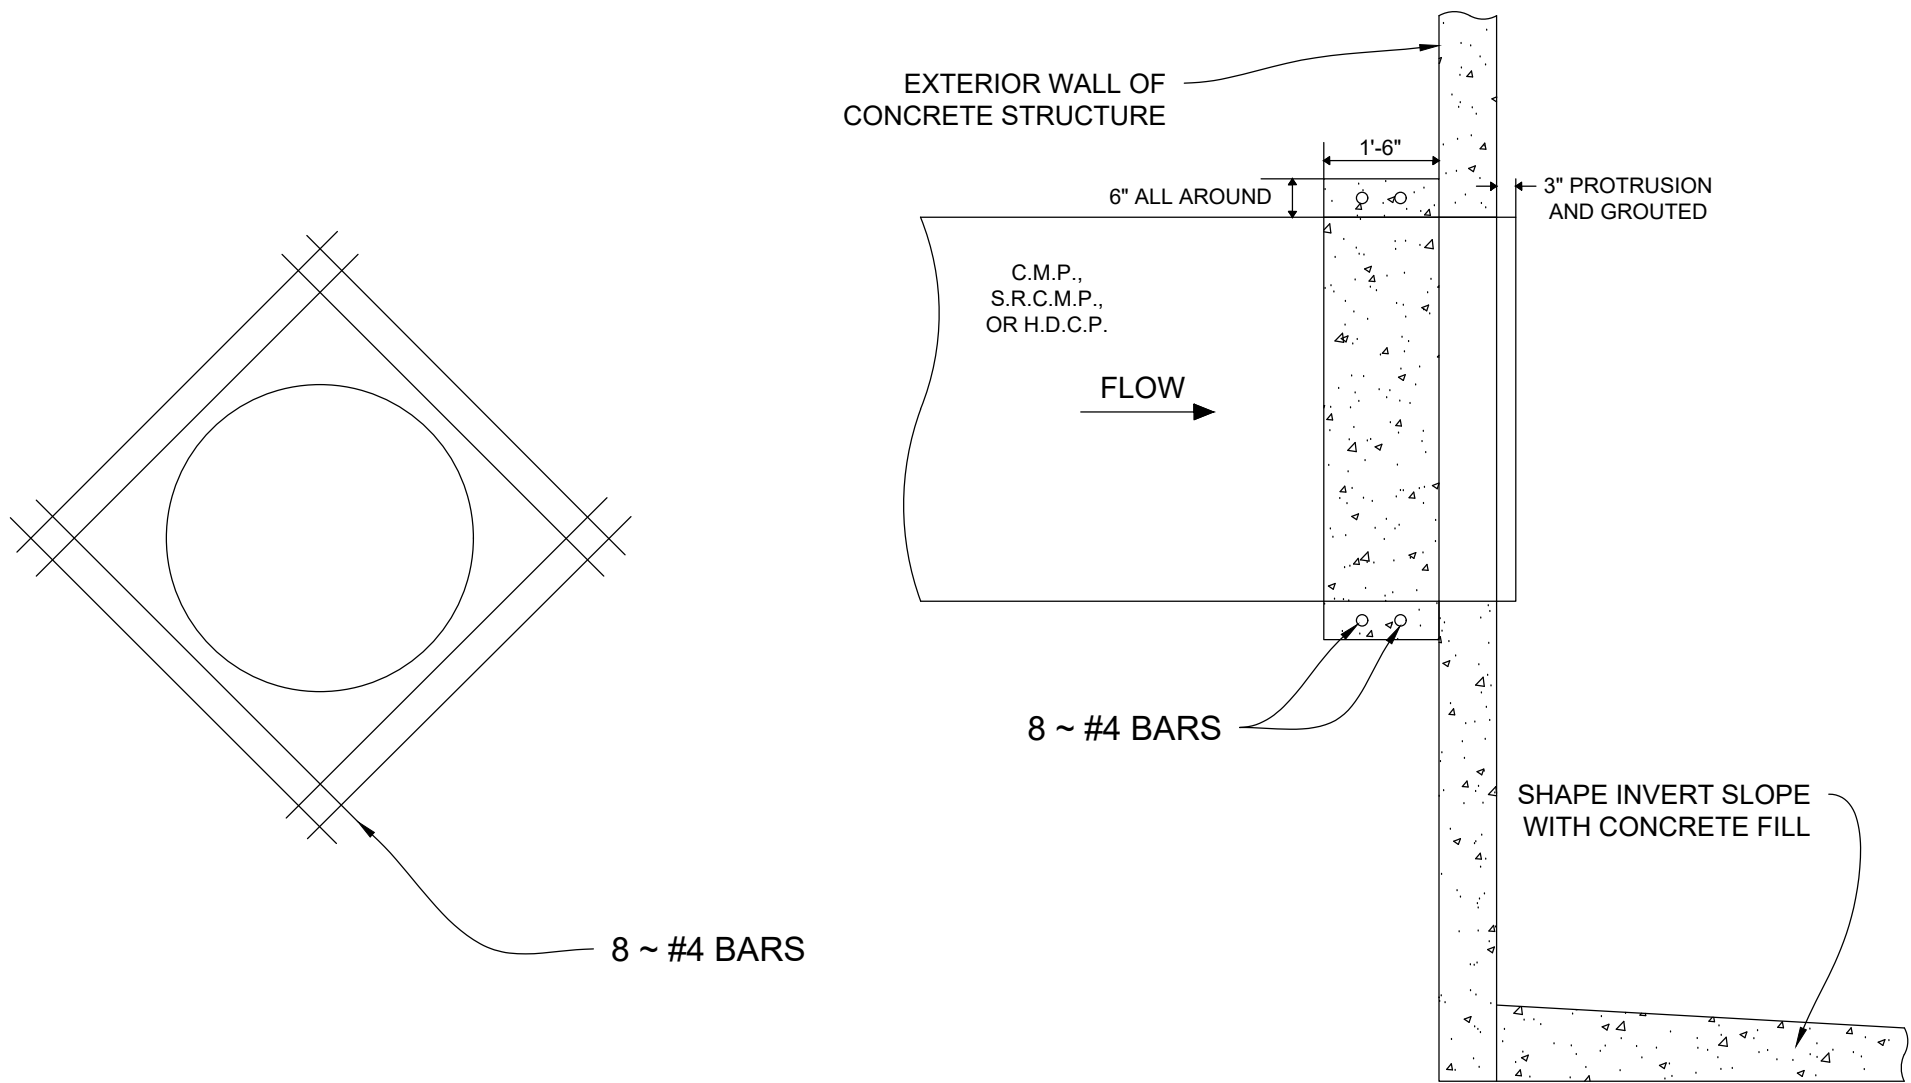 EXTERIOR WALL OF
CONCRETE STRUCTURE
1'-6"
6" ALL AROUND
3" PROTRUSION
AND GROUTED
C.M.P.,
S.R.C.M.P.,
OR H.D.C.P.
FLOW
8 ~ #4 BARS
SHAPE INVERT SLOPE
WITH CONCRETE FILL
8 ~ #4 BARS